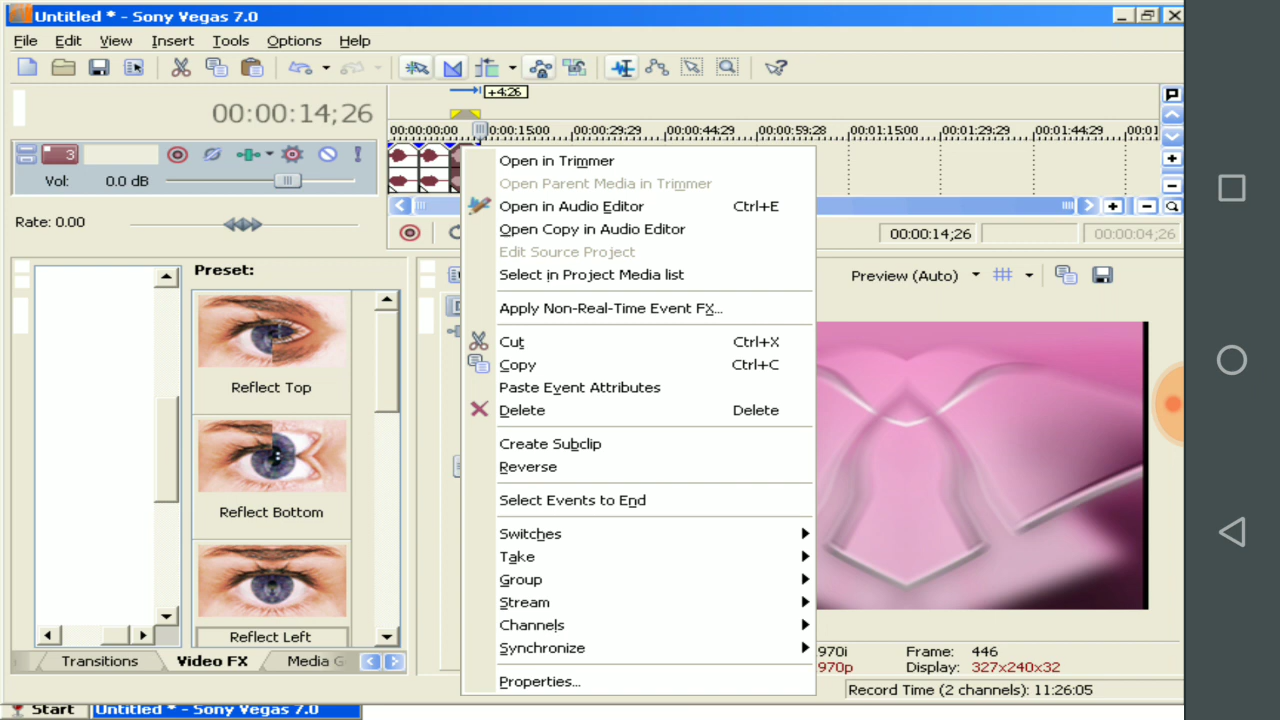 Untitled * - Sony Vegas 7.0
File Edit View Insert Tools Options Help
+4;26
00:00:14;26
00:00:00;00 0:00:15:00 00:00:29;29 00:00:44;29 00:00:59;28 00:01:15:00 00:01:29;29 00:01:44;29 00:01
3
Vol: 0.0 dB
Rate: 0.00
00:00:14;26 00:00:04;26
Open in Trimmer
Open Parent Media in Trimmer
Open in Audio Editor Ctrl+E
Open Copy in Audio Editor
Edit Source Project
Select in Project Media list
Apply Non-Real-Time Event FX...
Cut Ctrl+X
Copy Ctrl+C
Paste Event Attributes
Delete Delete
Create Subclip
Reverse
Select Events to End
Switches
Take
Group
Stream
Channels
Synchronize
Properties...
Preset:
Reflect Top
Reflect Bottom
Reflect Left
Transitions Video FX Media G
Preview (Auto)
970i Frame: 446
970p Display: 327x240x32
Record Time (2 channels): 11:26:05
Start Untitled * - Sony Vegas 7.0